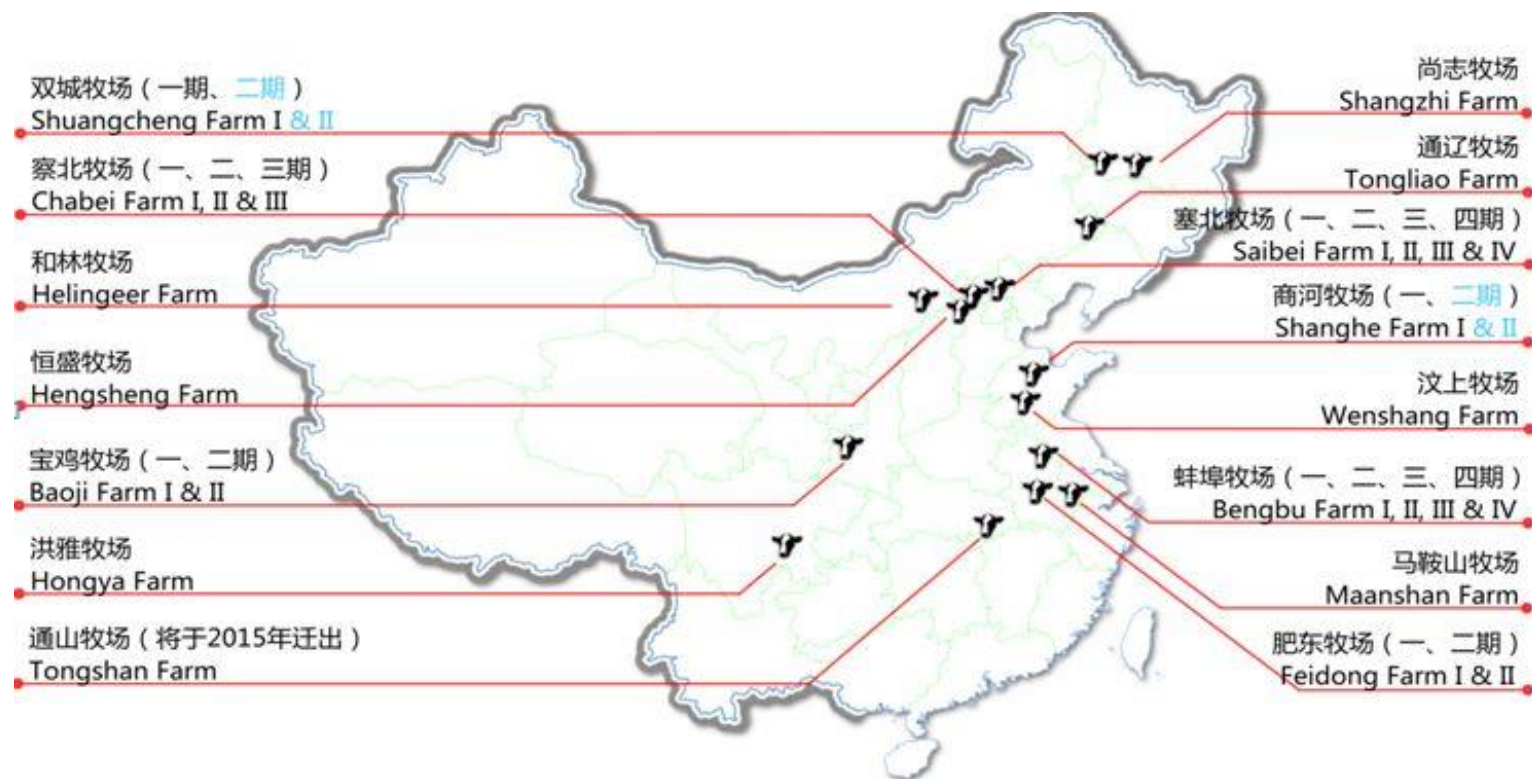 双城牧场（一期、二期）
Shuangcheng Farm I & II
察北牧场（一、二、三期）
Chabei Farm I, II & III
和林牧场
Helingeer Farm
恒盛牧场
Hengsheng Farm
宝鸡牧场（一、二期）
Baoji Farm I & II
洪雅牧场
Hongya Farm
通山牧场（将于2015年迁出）
Tongshan Farm
尚志牧场
Shangzhi Farm
通辽牧场
Tongliao Farm
塞北牧场（一、二、三、四期）
Saibei Farm I, II, III & IV
商河牧场（一、二期）
Shanghe Farm I & II
汶上牧场
Wenshang Farm
蚌埠牧场（一、二、三、四期）
Bengbu Farm I, II, III & IV
马鞍山牧场
Maanshan Farm
肥东牧场（一、二期）
Feidong Farm I & II